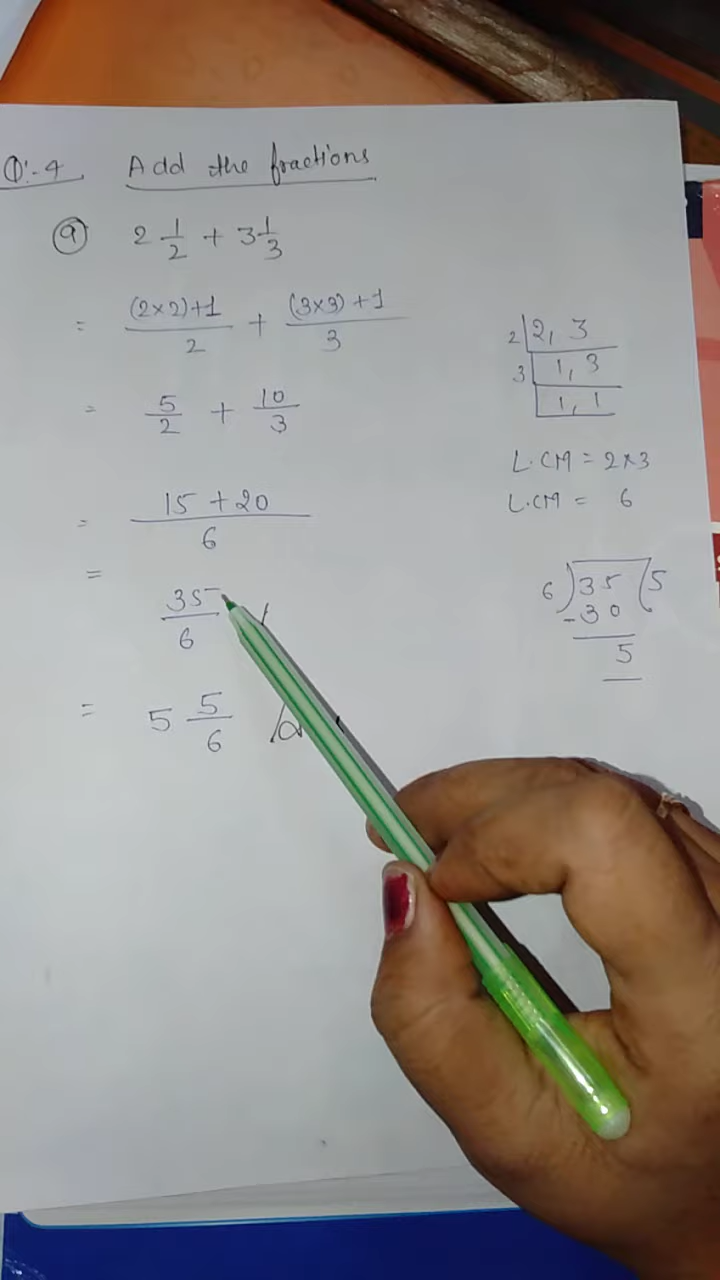 Q:-4. Add the fractions
(a) 2 1/2 + 3 1/3
= (2×2)+1/2 + (3×3)+1/3
= 5/2 + 10/3
= 15 + 20/6
=
35/6
= 5 5/6
2 | 2, 3
3 | 1, 3
1, 1
L.CM = 2×3
L.CM = 6
6 ) 35 ( 5
-30
5